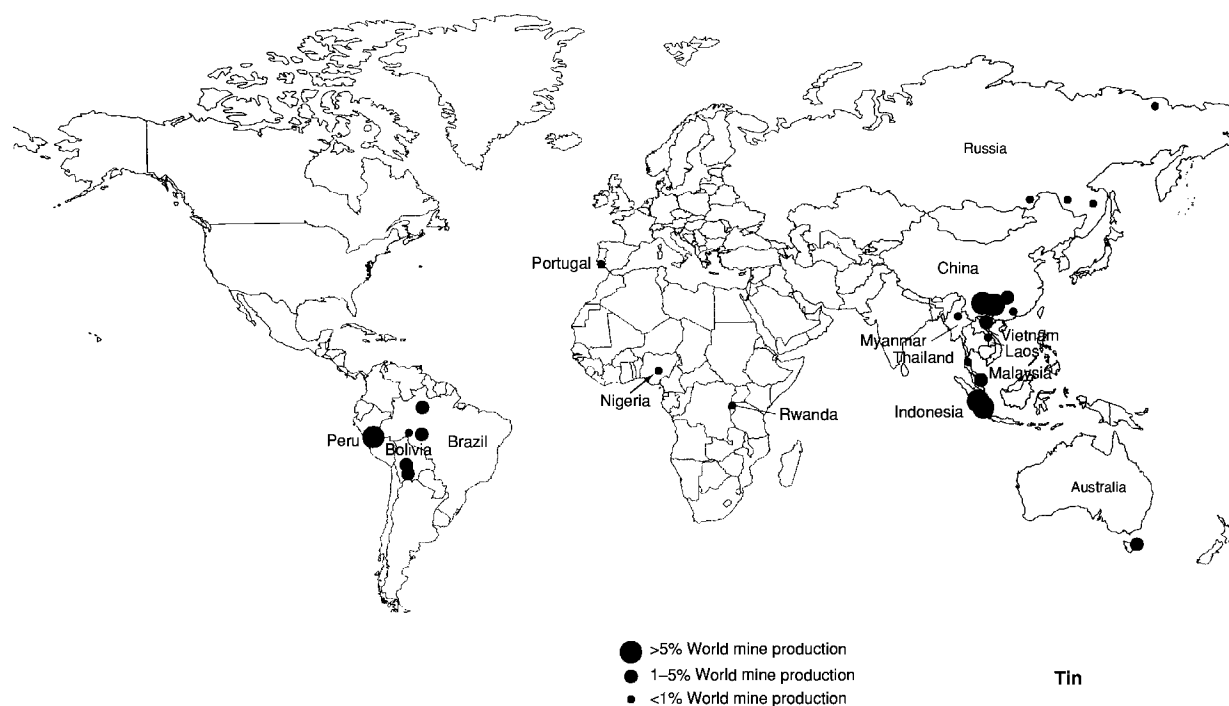 Russia
Portugal
China
Myanmar
Vietnam
Thailand
Laos
Malaysia
Nigeria
Rwanda
Indonesia
Peru
Bolivia
Brazil
Australia
>5% World mine production
1–5% World mine production
<1% World mine production
Tin